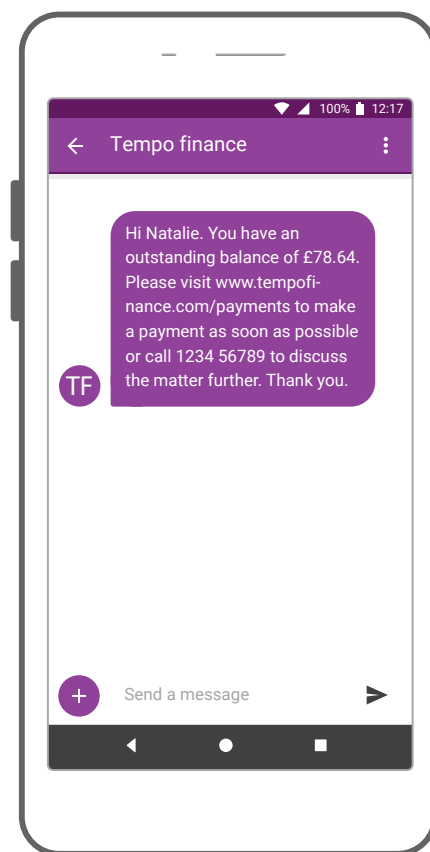 100% 12:17
Tempo finance
Hi Natalie. You have an
outstanding balance of £78.64.
Please visit www.tempofi-
nance.com/payments to make
a payment as soon as possible
or call 1234 56789 to discuss
the matter further. Thank you.
TF
Send a message